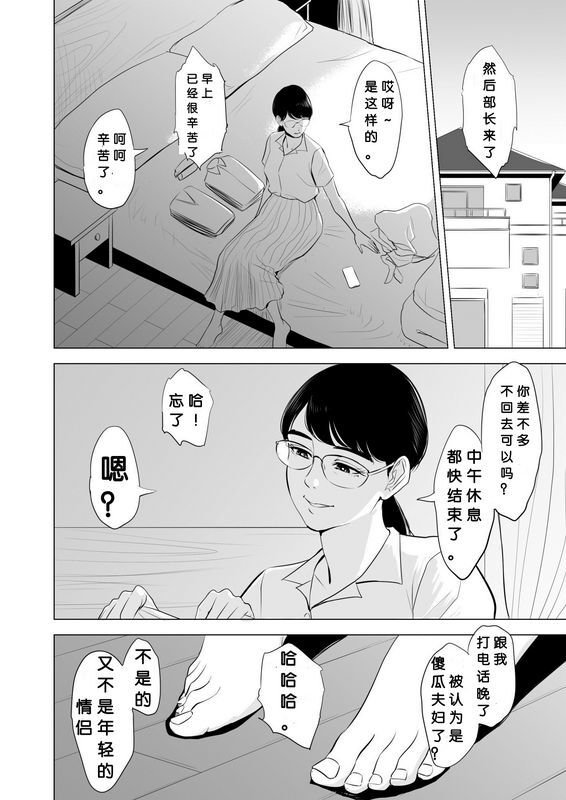 然后部长来了
哎呀~
是这样的
。
早上
已经很辛苦了
呵呵
辛苦了
。
你差不多
不回去可以吗？
中午休息
都快结束了。
哈！
忘了
嗯？
跟我
打电话晚了
被认为是
傻瓜夫妇了？
哈哈哈。
不是的
又不是年轻的
情侣